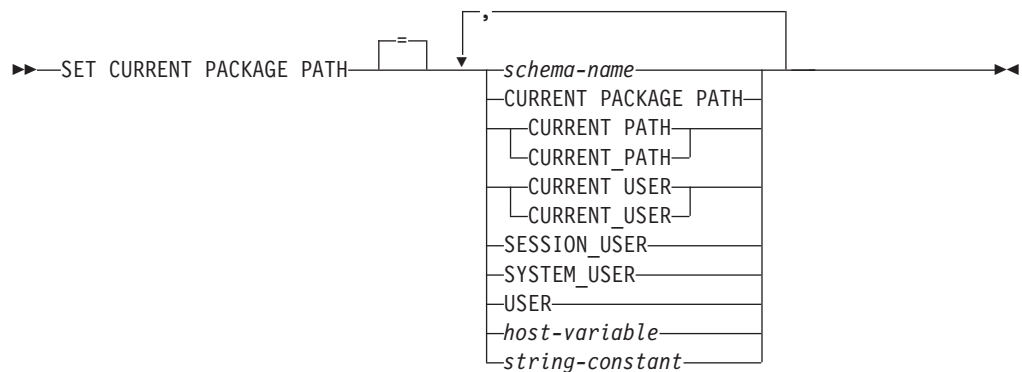 ,
=
SET CURRENT PACKAGE PATH schema-name
CURRENT PACKAGE PATH
CURRENT PATH
CURRENT_PATH
CURRENT USER
CURRENT_USER
SESSION_USER
SYSTEM_USER
USER
host-variable
string-constant